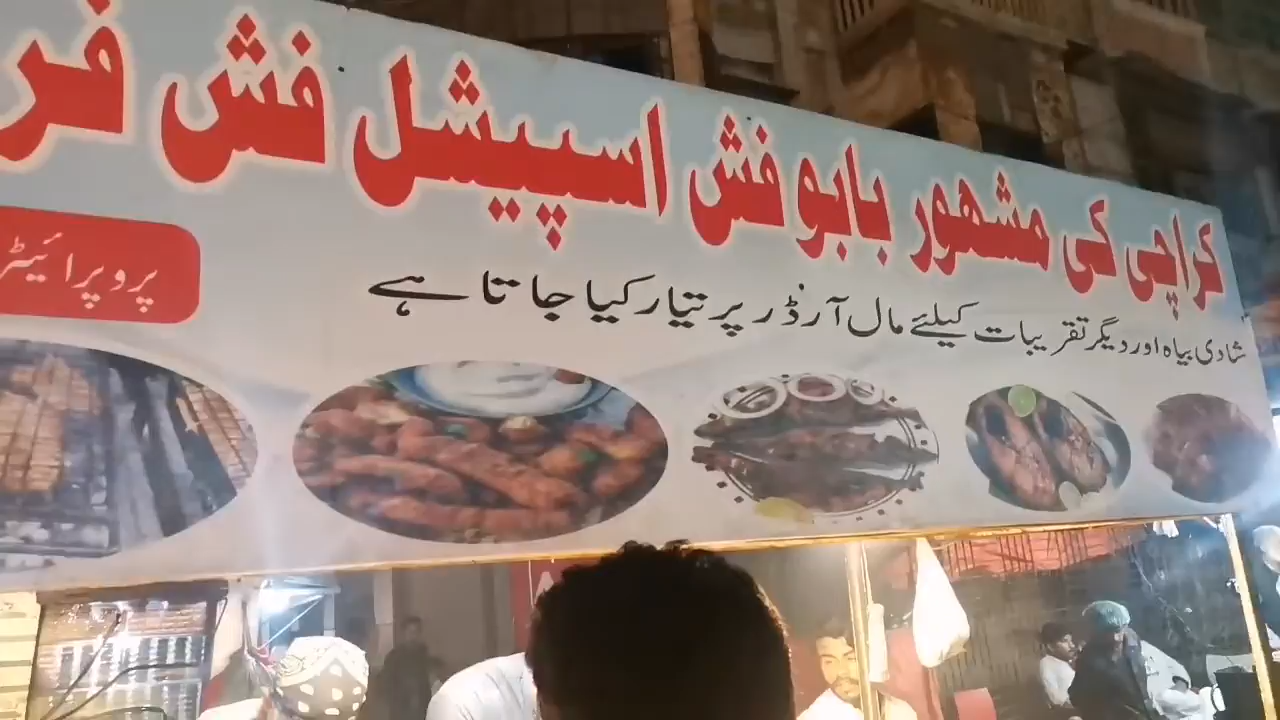 کراچی کی مشہور بابو فش اسپیشل فش فر
شادی بیاہ اور دیگر تقریبات کیلئے مال آرڈر پر تیار کیا جاتا ہے
پروپرائیٹر